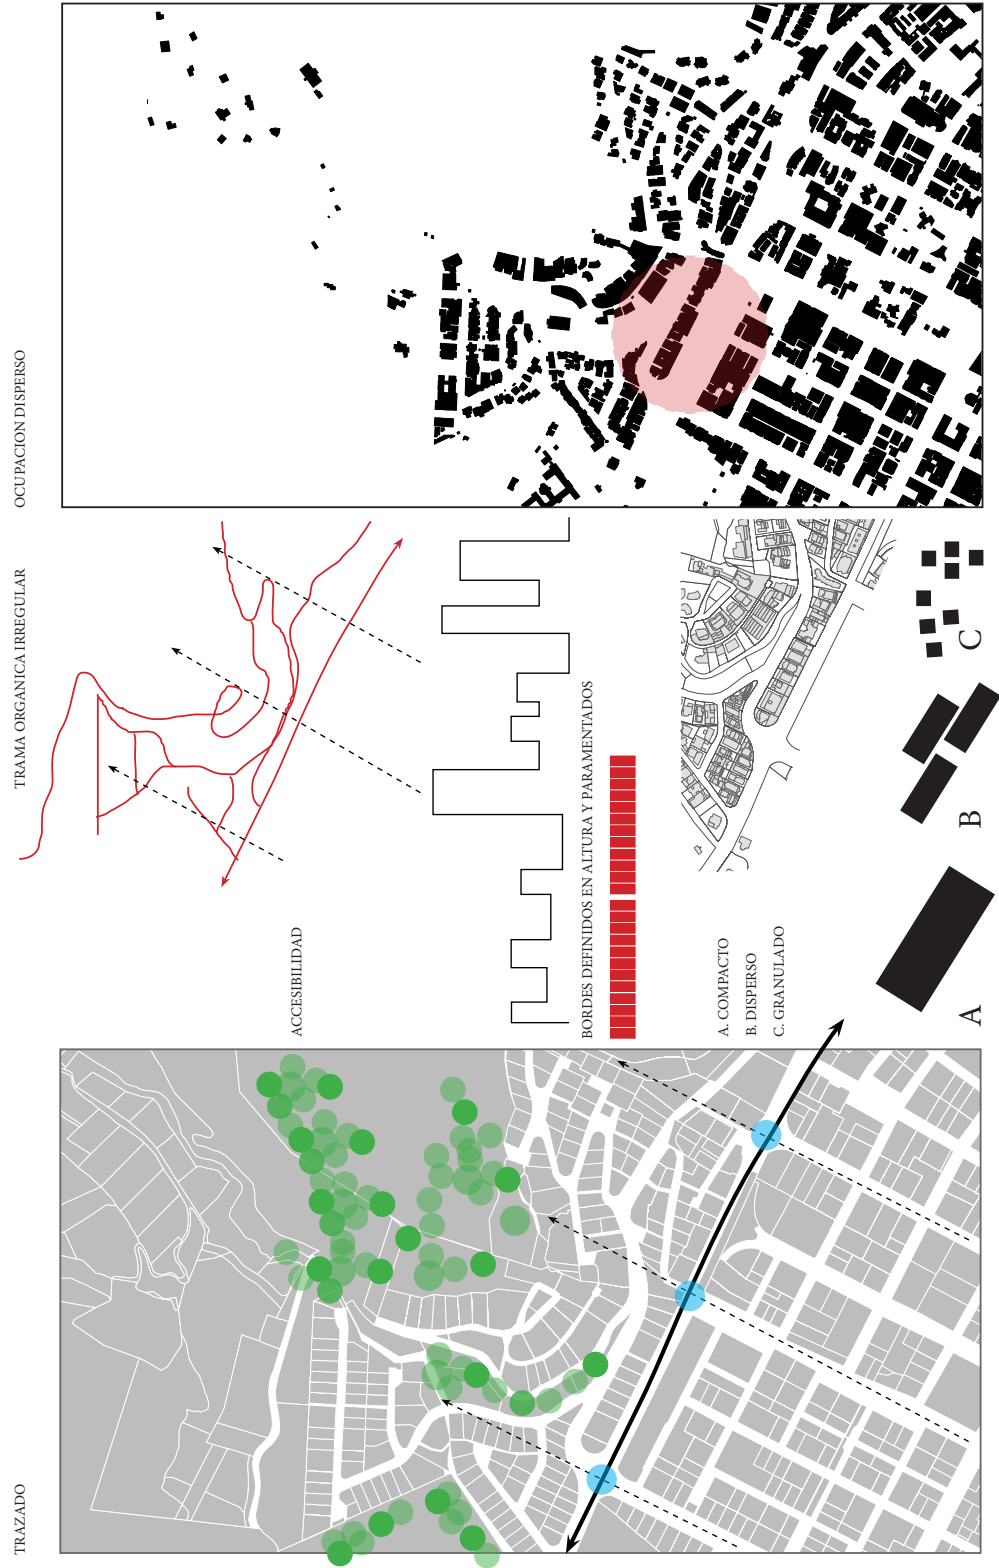 TRAZADO
ACCESIBILIDAD
TRAMA ORGANICA IRREGULAR
OCUPACION DISPERSO
BORDES DEFINIDOS EN ALTURA Y PARAMENTADOS
A. COMPACTO
B. DISPERSO
C. GRANULADO
A
B
C